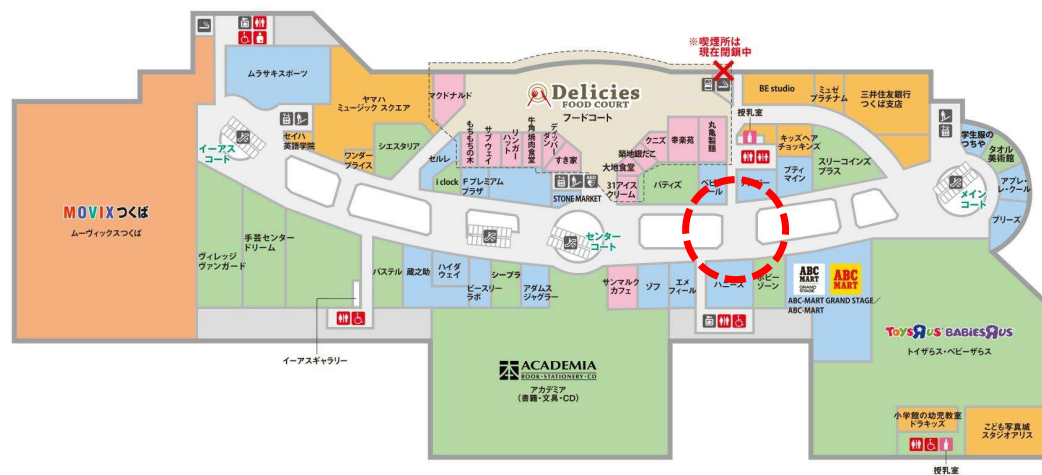 ※喫煙所は
現在閉鎖中
ムラサキスポーツ
ヤマハ
ミュージック スクエア
マクドナルド
Delicies
FOOD COURT
フードコート
BE studio
ミュゼ
プラチナム
三井住友銀行
つくば支店
授乳室
イーアス
コート
セイハ
英語学院
ワンダー
プライス
シェスタリア
セルレ
i clock
F プレミアム
プラザ
もちもちの木
サブウェイ
リンガー
ハット
牛角焼肉食堂
すき家
STONE MARKET
31アイス
クリーム
大地食堂
築地銀だこ
クニズ
幸楽苑
丸亀製麺
パティズ
キッズヘア
チョッキンズ
プティ
マイン
スリーコインズ
プラス
学生服の
つちや
タオル
美術館
アプレ・
レ・クール
ブリーズ
メイン
コート
センター
コート
MOVIXつくば
ムーヴィックスつくば
ヴィレッジ
ヴァンガード
手芸センター
ドリーム
パステル
蔵之助
ハイダ
ウェイ
ビースリー
ラボ
シープラ
アダムス
ジャグラー
サンマルク
カフェ
ゾフ
エメ
フィール
ハニーズ
ホビー
ゾーン
ABC
MART
GRAND
STAGE
ABC
MART
ABC-MART GRAND STAGE／
ABC-MART
TOYSRUS BABIESRUS
トイザらス・ベビーザらス
イーアスギャラリー
ACADEMIA
BOOK・STATIONERY・CD
アカデミア
（書籍・文具・CD）
小学館の幼児教室
ドラキッズ
こども写真城
スタジオアリス
授乳室